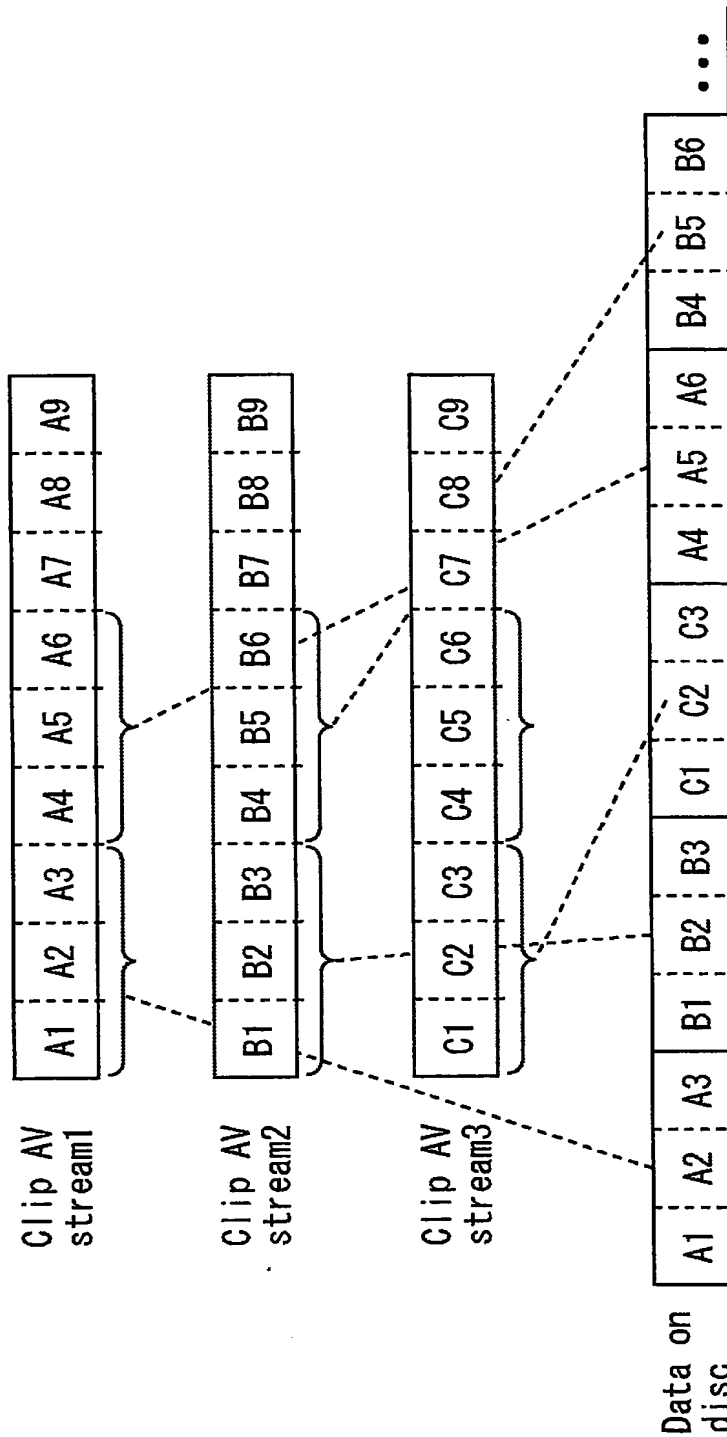 Clip AV
stream1
A1 A2 A3 A4 A5 A6 A7 A8 A9
Clip AV
stream2
B1 B2 B3 B4 B5 B6 B7 B8 B9
Clip AV
stream3
C1 C2 C3 C4 C5 C6 C7 C8 C9
Data on
disc
A1 A2 A3 B1 B2 B3 C1 C2 C3 A4 A5 A6 B4 B5 B6 •••